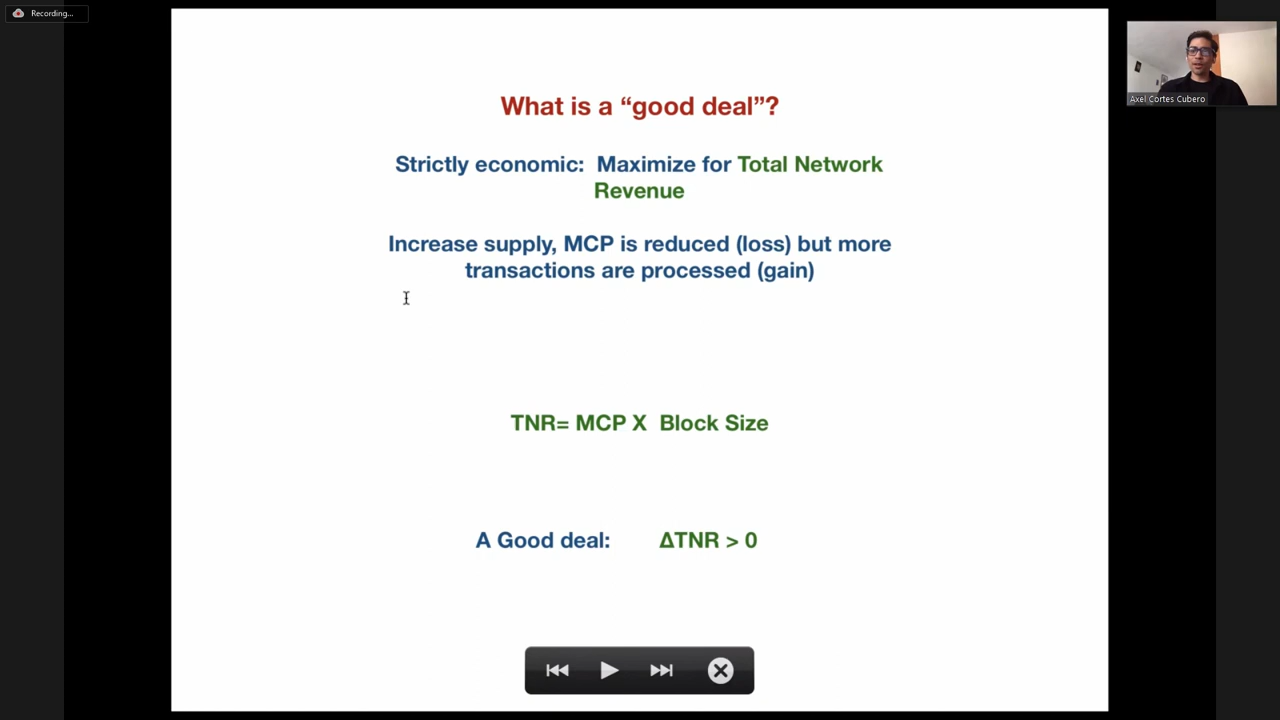 Recording...
What is a “good deal”?
Strictly economic:  Maximize for Total Network
Revenue
Increase supply, MCP is reduced (loss) but more
transactions are processed (gain)
TNR= MCP X  Block Size
A Good deal: ΔTNR > 0
Axel Cortes Cubero